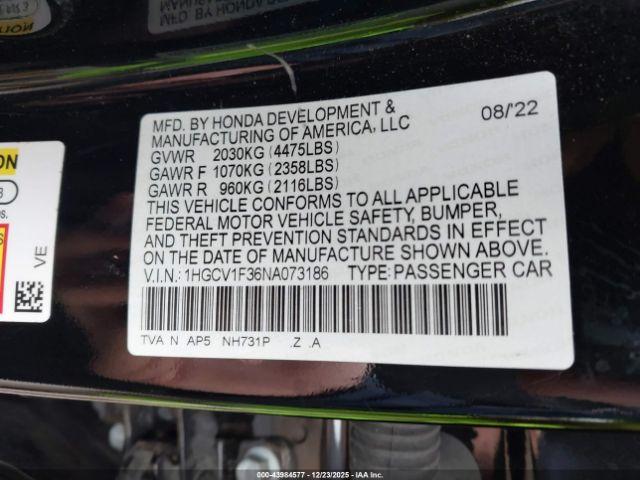 MFD. BY HONDA DEVELOPMENT & 08/'22
MANUFACTURING OF AMERICA, LLC
GVWR 2030KG (4475LBS)
GAWR F 1070KG (2358LBS)
GAWR R 960KG (2116LBS)
THIS VEHICLE CONFORMS TO ALL APPLICABLE
FEDERAL MOTOR VEHICLE SAFETY, BUMPER,
AND THEFT PREVENTION STANDARDS IN EFFECT
ON THE DATE OF MANUFACTURE SHOWN ABOVE.
V.I.N.: 1HGCV1F36NA073186 TYPE: PASSENGER CAR
TVA N AP5 NH731P .Z .A
VE
000-43984577 | 12/23/2025 | IAA Inc.